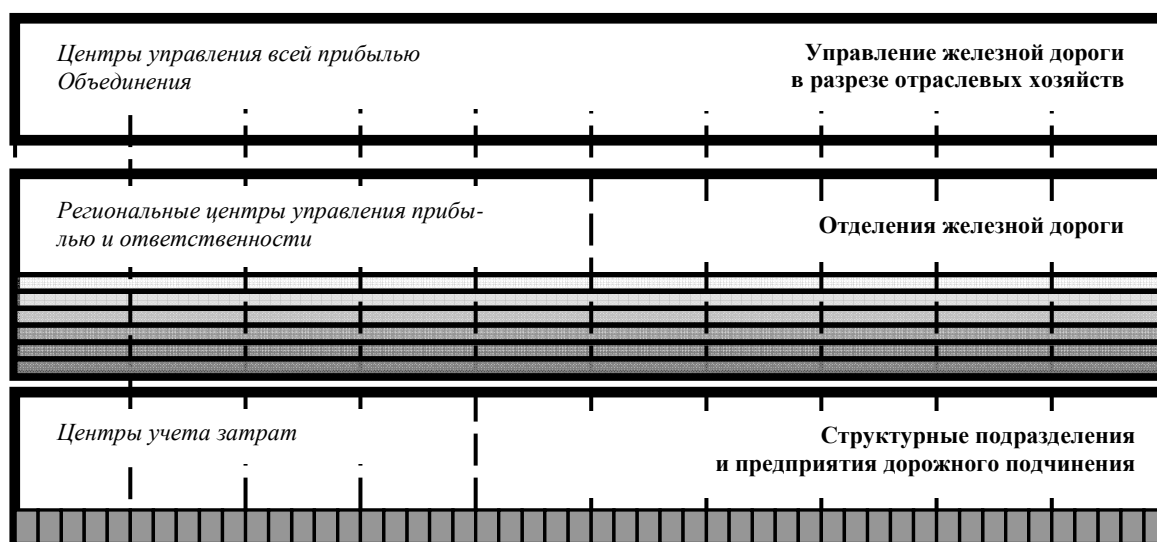 Центры управления всей прибылью
Объединения
Управление железной дороги
в разрезе отраслевых хозяйств
Региональные центры управления прибы-
лью и ответственности
Отделения железной дороги
Центры учета затрат
Структурные подразделения
и предприятия дорожного подчинения